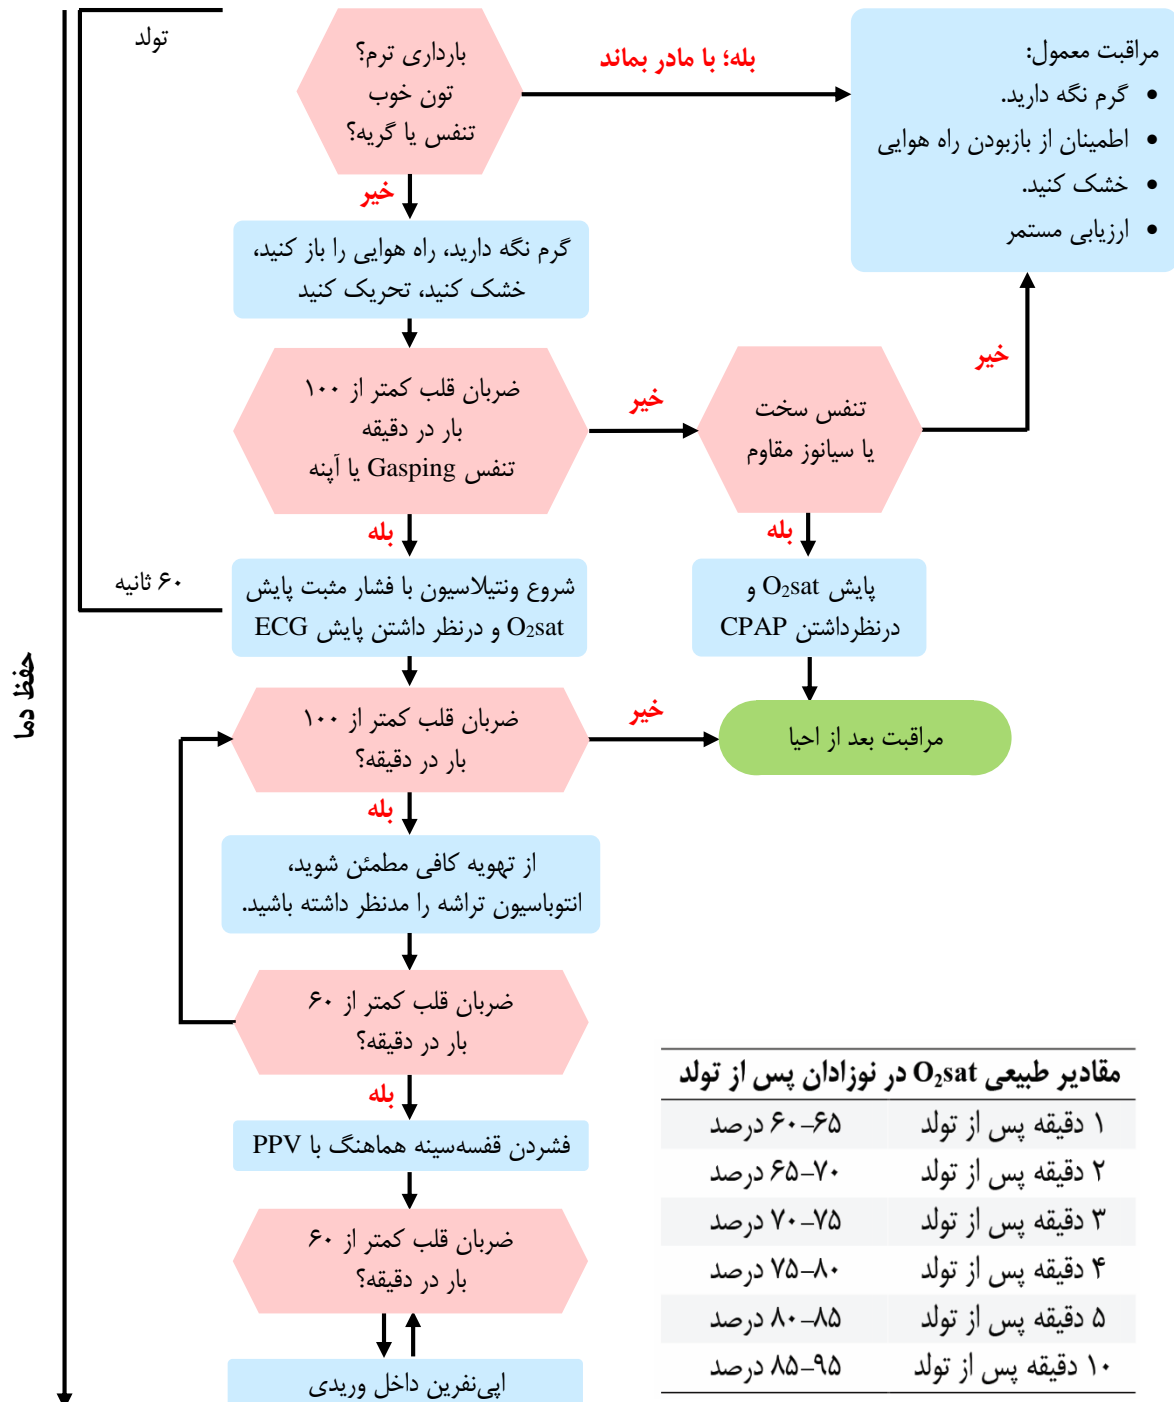 تولد
بارداری ترم؟
تون خوب
تنفس یا گریه؟
بله؛ با مادر بماند
مراقبت معمول:
• گرم نگه دارید.
• اطمینان از بازبودن راه هوایی
• خشک کنید.
• ارزیابی مستمر
خیر
گرم نگه دارید، راه هوایی را باز کنید،
خشک کنید، تحریک کنید
ضربان قلب کمتر از ۱۰۰
بار در دقیقه
تنفس Gasping یا آپنه
خیر
تنفس سخت
یا سیانوز مقاوم
خیر
بله
بله
۶۰ ثانیه
شروع ونتیلاسیون با فشار مثبت پایش
O₂sat و درنظر داشتن پایش ECG
پایش O₂sat و
درنظرداشتن CPAP
حفظ دما
ضربان قلب کمتر از ۱۰۰
بار در دقیقه؟
خیر
مراقبت بعد از احیا
بله
از تهویه کافی مطمئن شوید،
انتوباسیون تراشه را مدنظر داشته باشید.
ضربان قلب کمتر از ۶۰
بار در دقیقه؟
بله
فشردن قفسه‌سینه هماهنگ با PPV
ضربان قلب کمتر از ۶۰
بار در دقیقه؟
اپی‌نفرین داخل وریدی
مقادیر طبیعی O₂sat در نوزادان پس از تولد
۱ دقیقه پس از تولد ۶۰–۶۵ درصد
۲ دقیقه پس از تولد ۶۵–۷۰ درصد
۳ دقیقه پس از تولد ۷۰–۷۵ درصد
۴ دقیقه پس از تولد ۷۵–۸۰ درصد
۵ دقیقه پس از تولد ۸۰–۸۵ درصد
۱۰ دقیقه پس از تولد ۸۵–۹۵ درصد